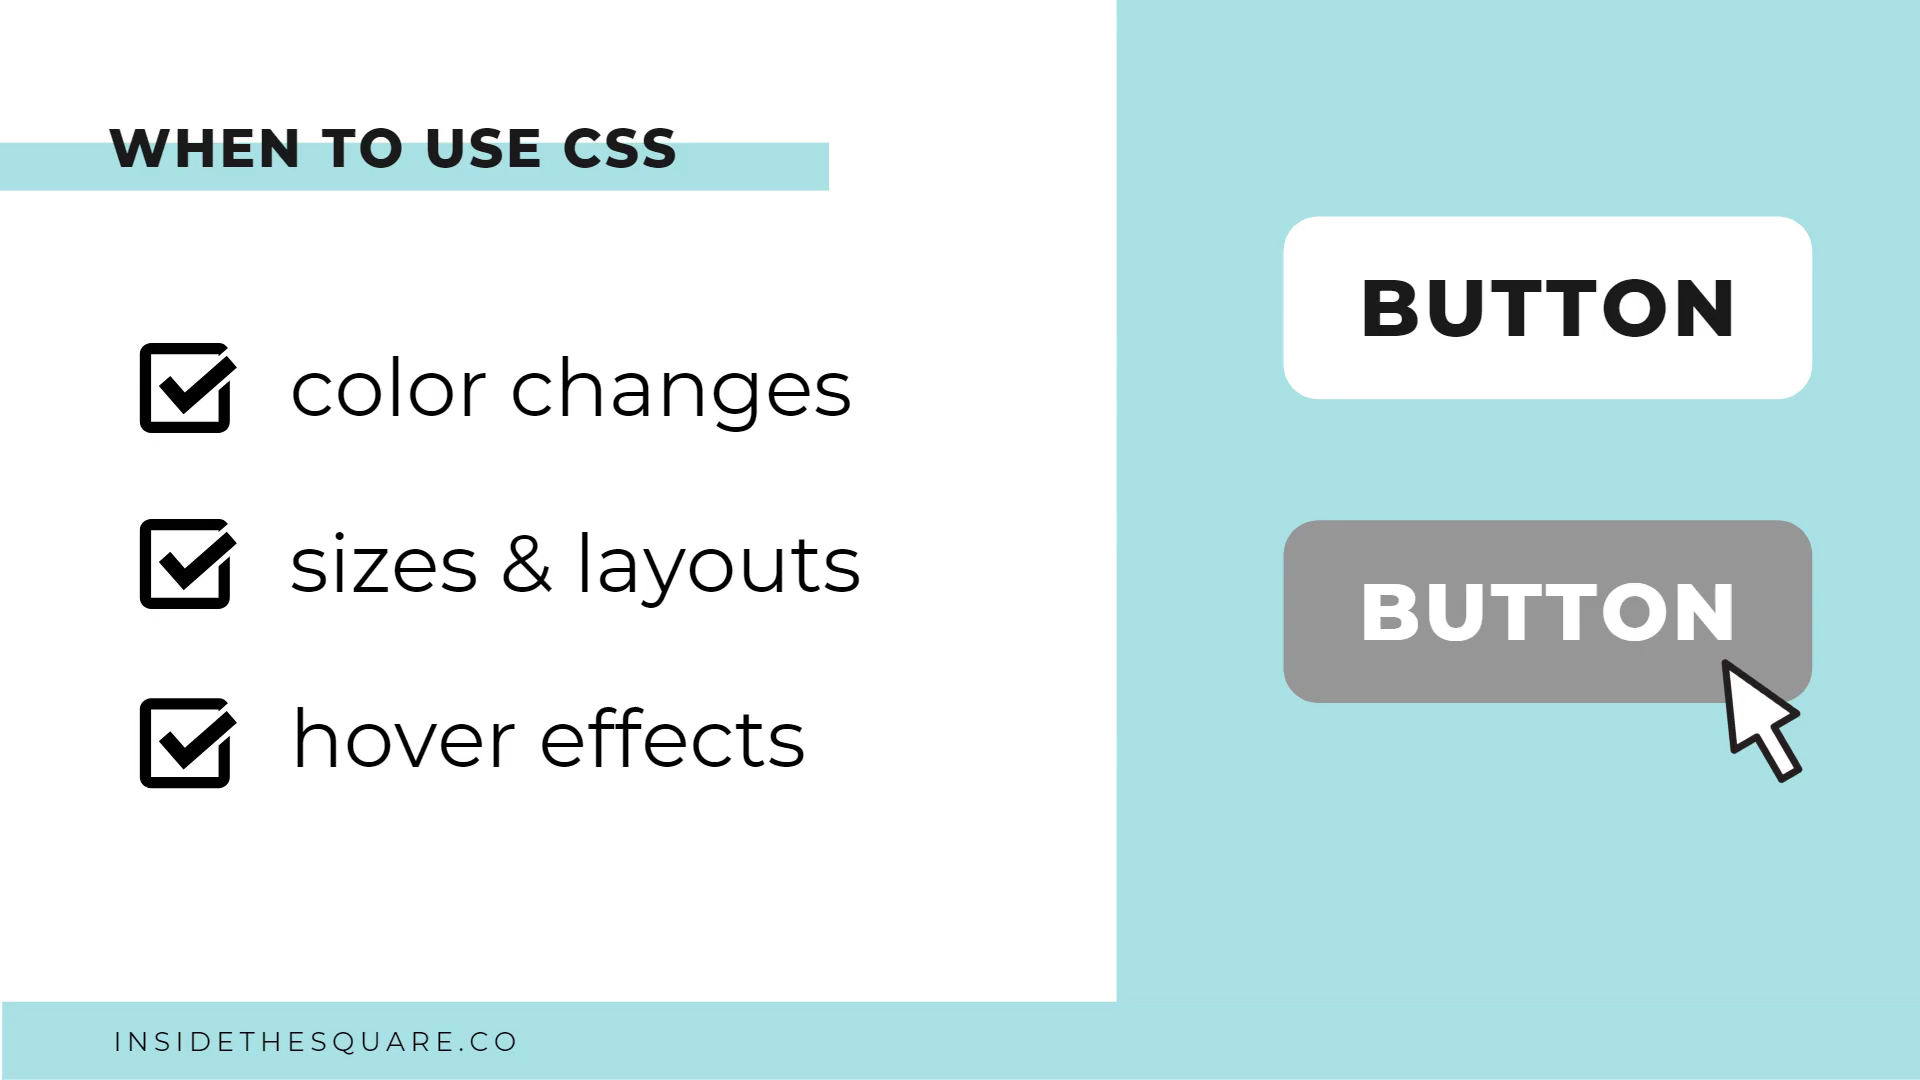 WHEN TO USE CSS
color changes
sizes & layouts
hover effects
BUTTON
BUTTON
INSIDETHESQUARE.CO